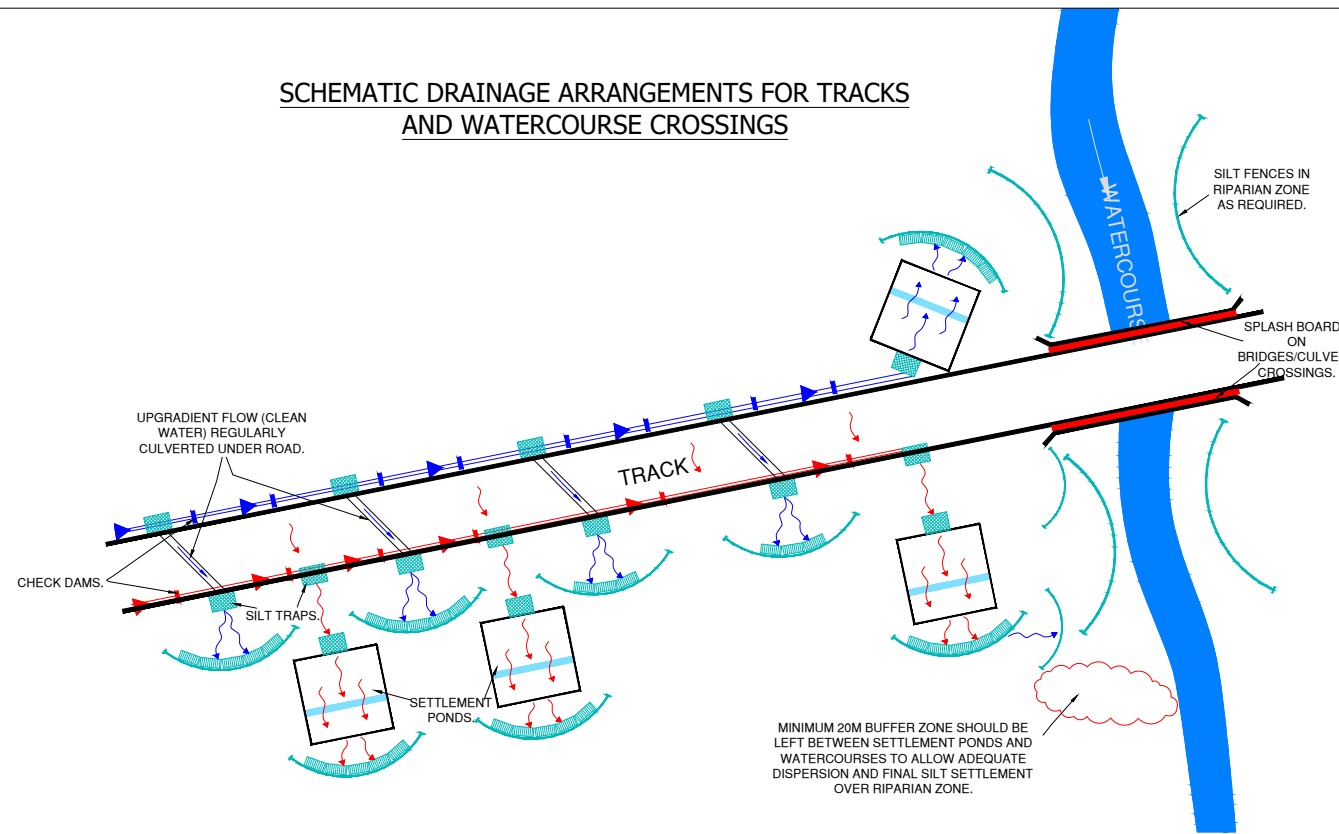 SCHEMATIC DRAINAGE ARRANGEMENTS FOR TRACKS
AND WATERCOURSE CROSSINGS
SILT FENCES IN
RIPARIAN ZONE
AS REQUIRED.
WATERCOURS
SPLASH BOARD
ON
BRIDGES/CULVE
CROSSINGS.
UPGRADIENT FLOW (CLEAN
WATER) REGULARLY
CULVERTED UNDER ROAD.
TRACK
CHECK DAMS.
SILT TRAPS.
SETTLEMENT
PONDS.
MINIMUM 20M BUFFER ZONE SHOULD BE
LEFT BETWEEN SETTLEMENT PONDS AND
WATERCOURSES TO ALLOW ADEQUATE
DISPERSION AND FINAL SILT SETTLEMENT
OVER RIPARIAN ZONE.